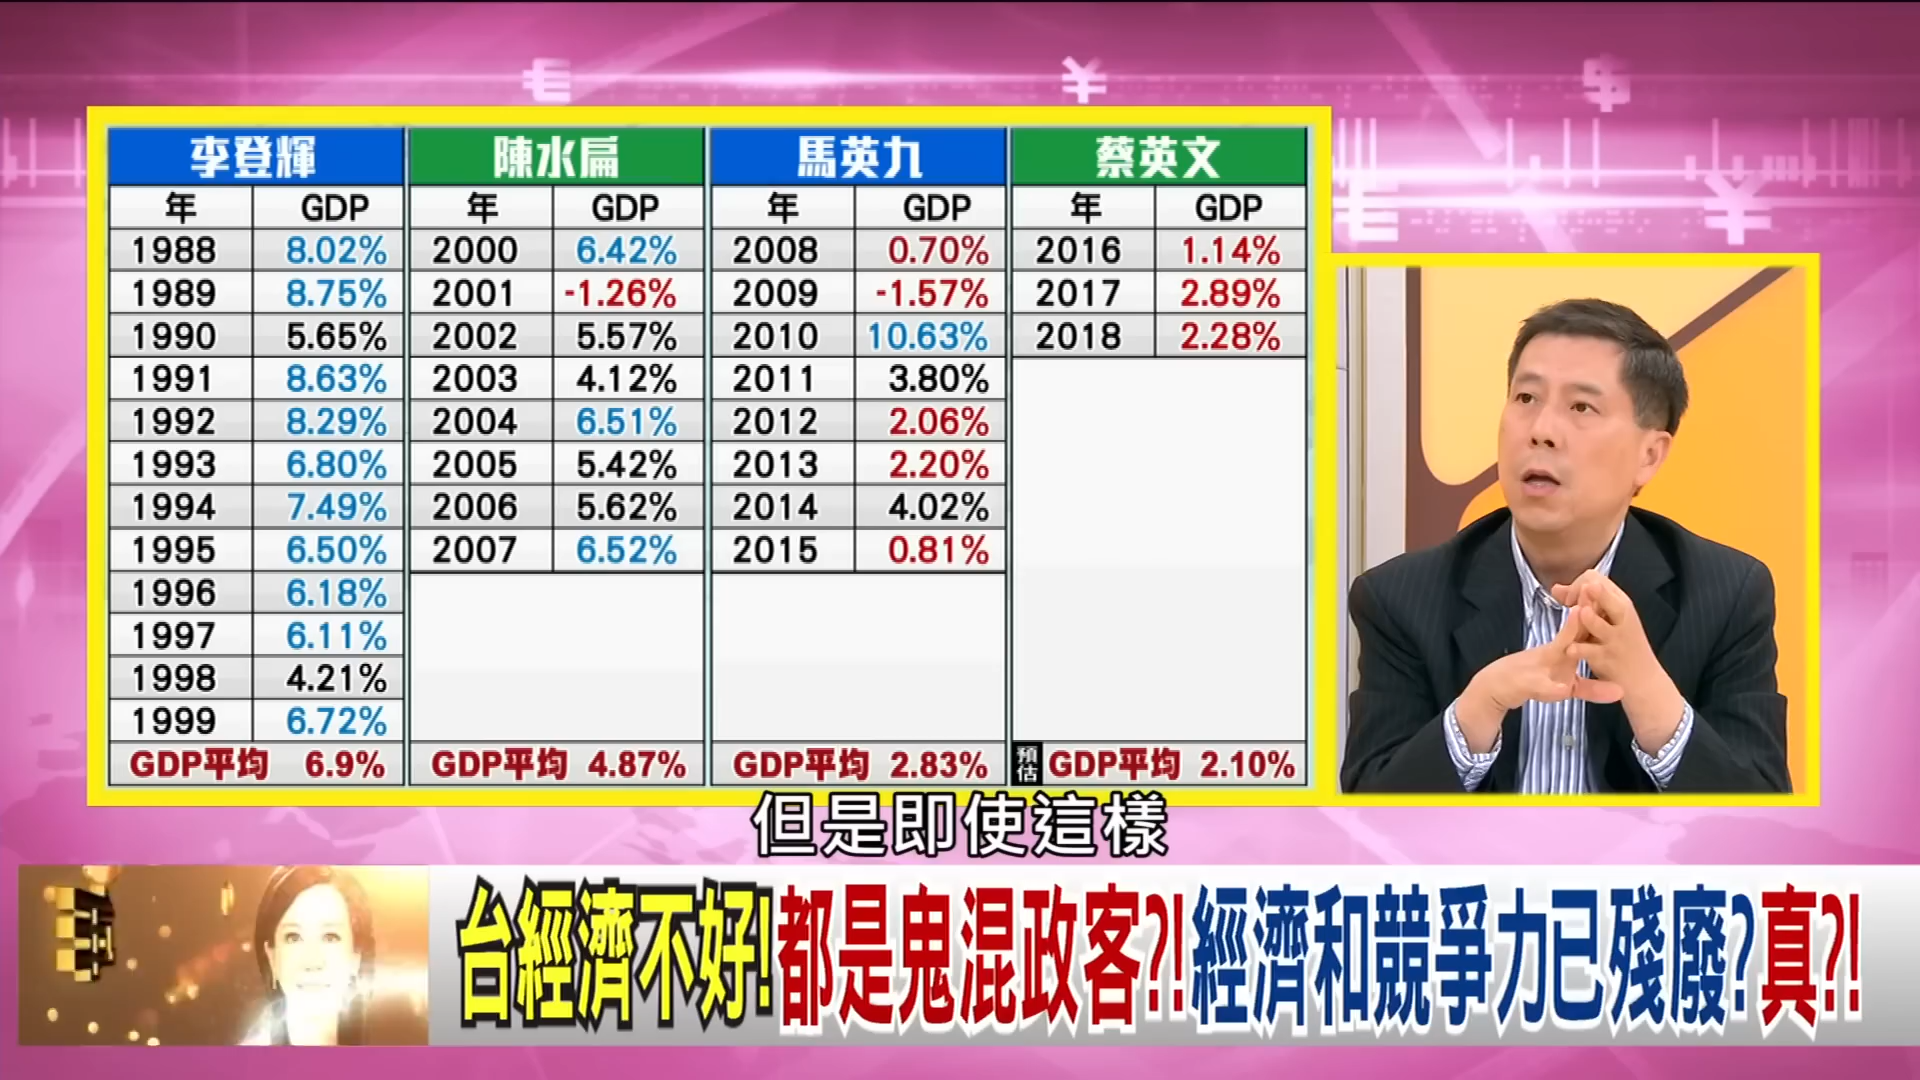 李登輝 陳水扁 馬英九 蔡英文
年 GDP 年 GDP 年 GDP 年 GDP
1988 8.02% 2000 6.42% 2008 0.70% 2016 1.14%
1989 8.75% 2001 -1.26% 2009 -1.57% 2017 2.89%
1990 5.65% 2002 5.57% 2010 10.63% 2018 2.28%
1991 8.63% 2003 4.12% 2011 3.80%
1992 8.29% 2004 6.51% 2012 2.06%
1993 6.80% 2005 5.42% 2013 2.20%
1994 7.49% 2006 5.62% 2014 4.02%
1995 6.50% 2007 6.52% 2015 0.81%
1996 6.18%
1997 6.11%
1998 4.21%
1999 6.72%
GDP平均 6.9% GDP平均 4.87% GDP平均 2.83% 預估 GDP平均 2.10%
但是即使這樣
台經濟不好!都是鬼混政客?!經濟和競爭力已殘廢?真?!